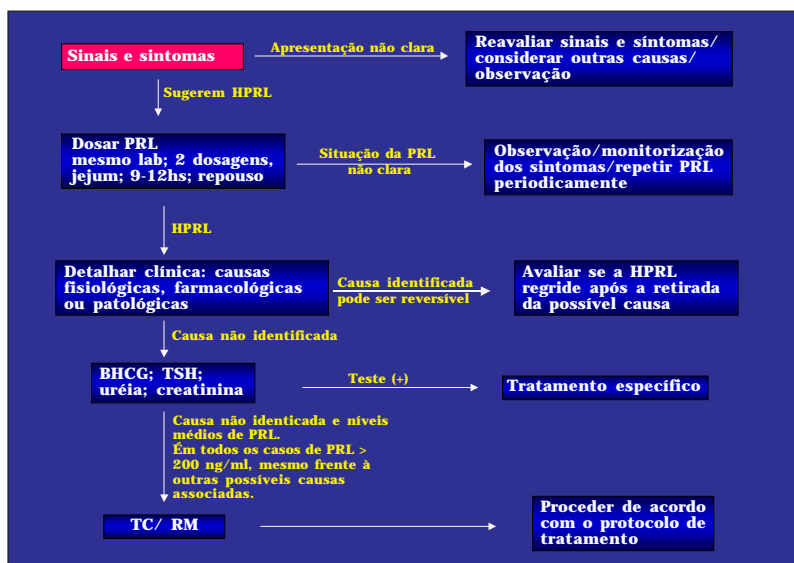 Sinais e sintomas
Apresentação não clara
Reavaliar sinais e síntomas/
considerar outras causas/
observação
Sugerem HPRL
Dosar PRL
mesmo lab; 2 dosagens,
jejum; 9-12hs; repouso
Situação da PRL
não clara
Observação/monitorização
dos sintomas/repetir PRL
periodicamente
HPRL
Detalhar clínica: causas
fisiológicas, farmacológicas
ou patológicas
Causa identificada
pode ser reversível
Avaliar se a HPRL
regride após a retirada
da possível causa
Causa não identificada
BHCG; TSH;
uréia; creatinina
Teste (+)
Tratamento específico
Causa não identicada e níveis
médios de PRL.
Ém todos os casos de PRL >
200 ng/ml, mesmo frente à
outras possíveis causas
associadas.
TC/ RM
Proceder de acordo
com o protocolo de
tratamento